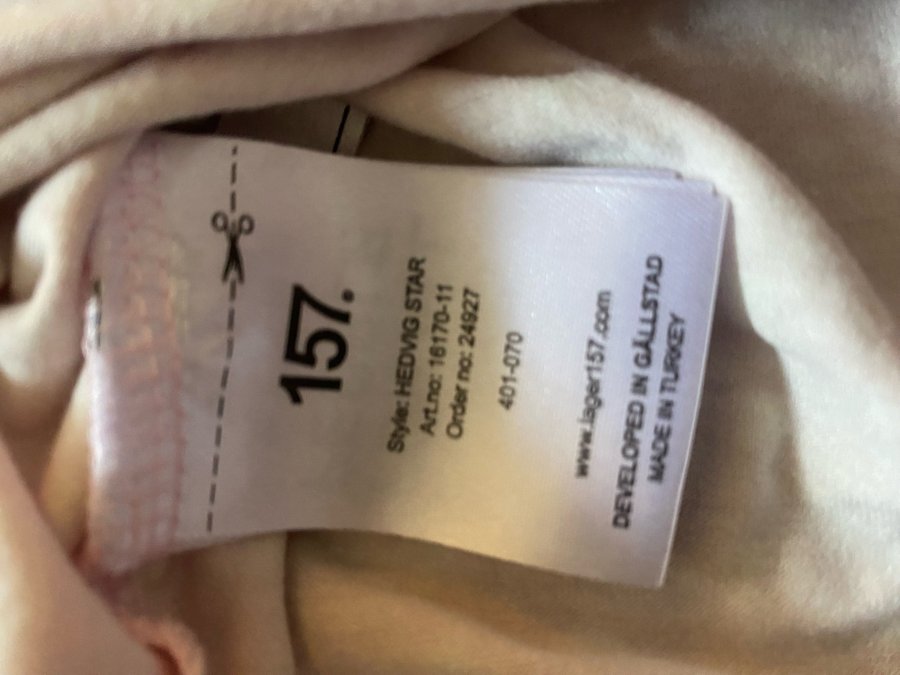 157.
Style: HEDVIG STAR
Art.no: 16170-11
Order no: 24927
401-070
www.lager157.com
DEVELOPED IN GÄLLSTAD
MADE IN TURKEY